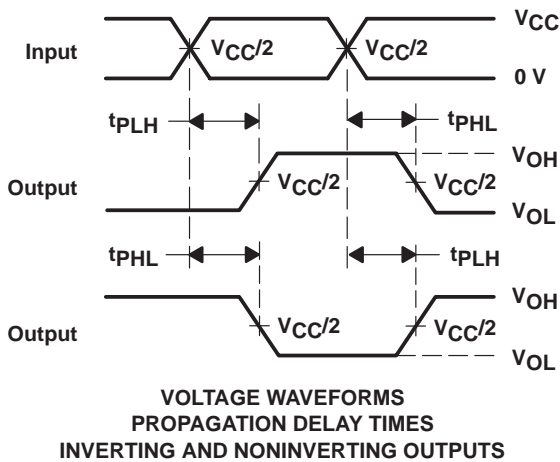 VCC
Input
VCC/2
VCC/2
0 V
tPLH
tPHL
VOH
Output
VCC/2
VCC/2
VOL
tPHL
tPLH
VOH
Output
VCC/2
VCC/2
VOL
VOLTAGE WAVEFORMS
PROPAGATION DELAY TIMES
INVERTING AND NONINVERTING OUTPUTS